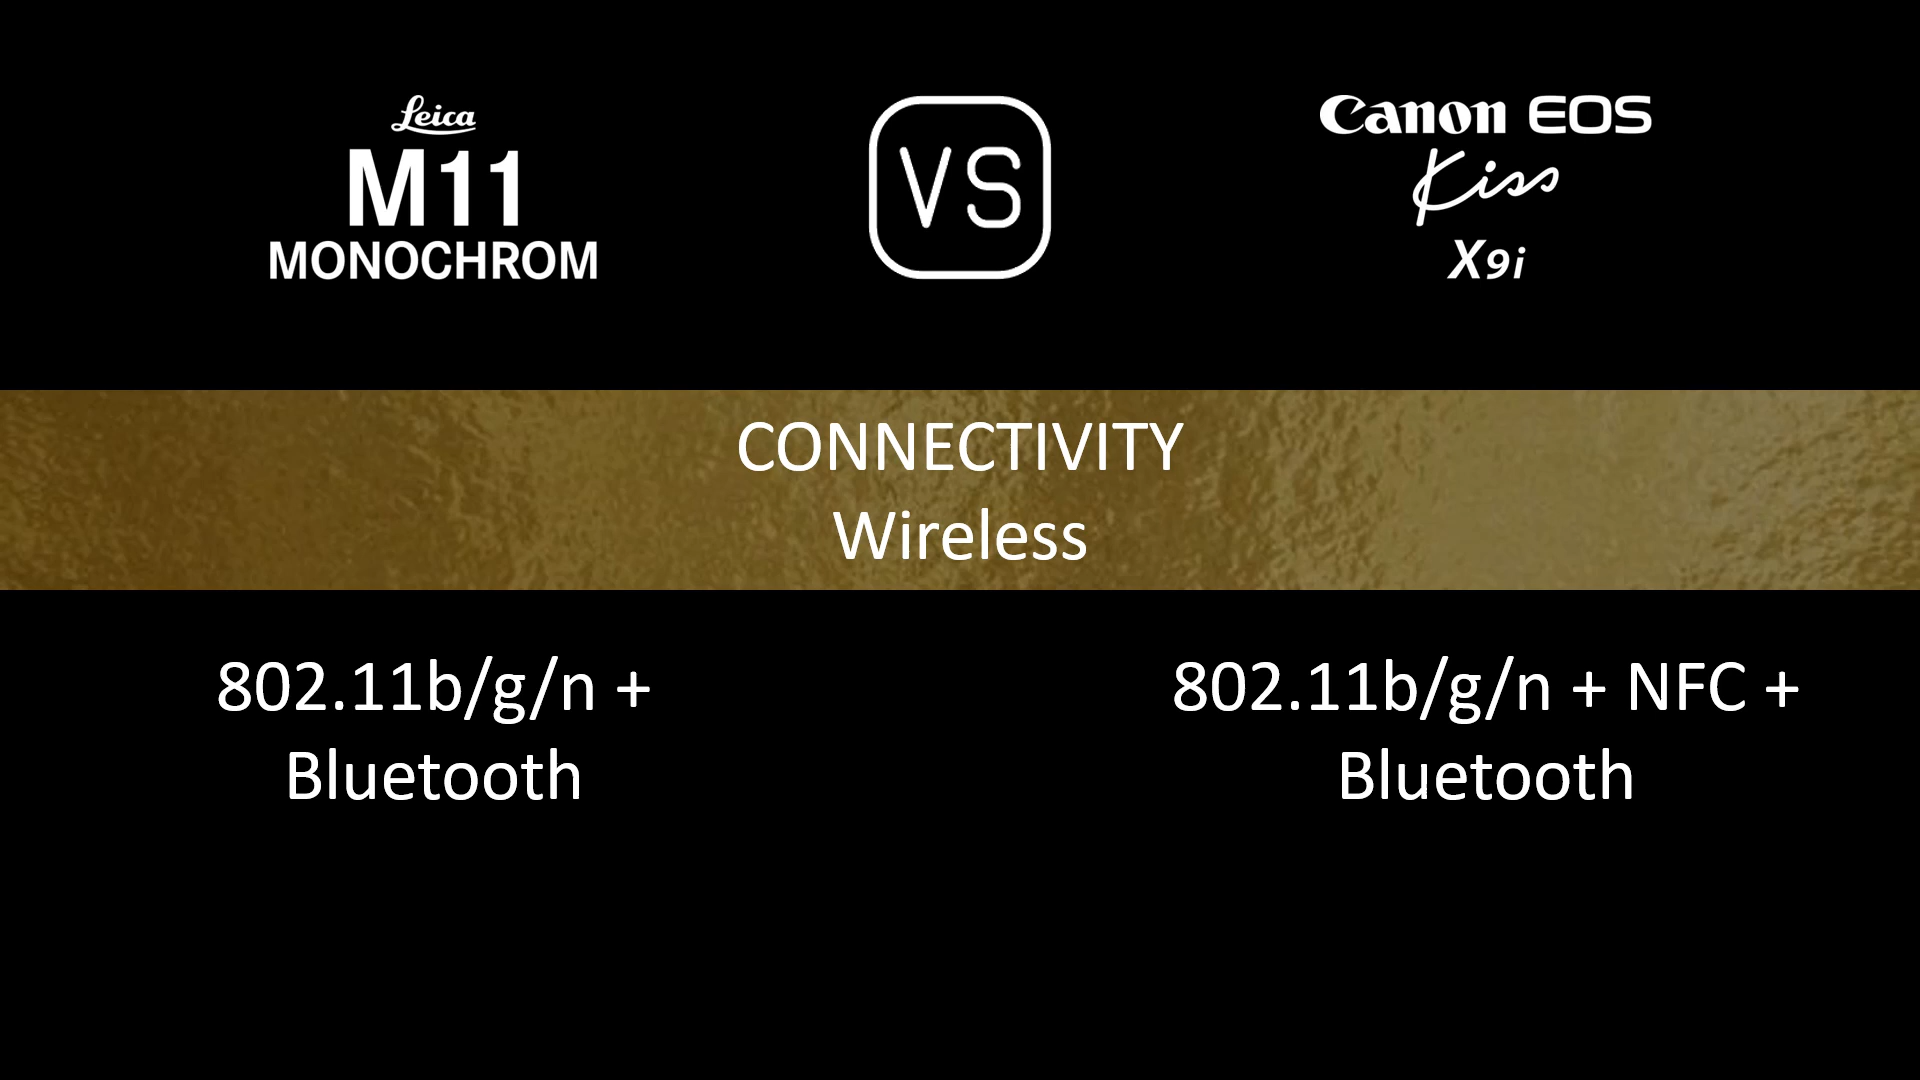 Leica
M11
MONOCHROM
VS
Canon EOS
Kiss
X9i
CONNECTIVITY
Wireless
802.11b/g/n +
Bluetooth
802.11b/g/n + NFC +
Bluetooth